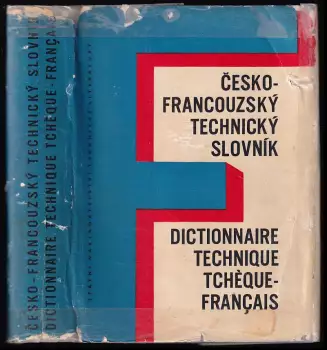 ČESKO-FRANCOUZSKÝ TECHNICKÝ SLOVNÍK
DICTIONNAIRE TECHNIQUE TCHÈQUE-FRANÇAIS
ČESKO-
FRANCOUZSKÝ
TECHNICKÝ
SLOVNÍK
DICTIONNAIRE
TECHNIQUE
TCHÈQUE-
FRANÇAIS